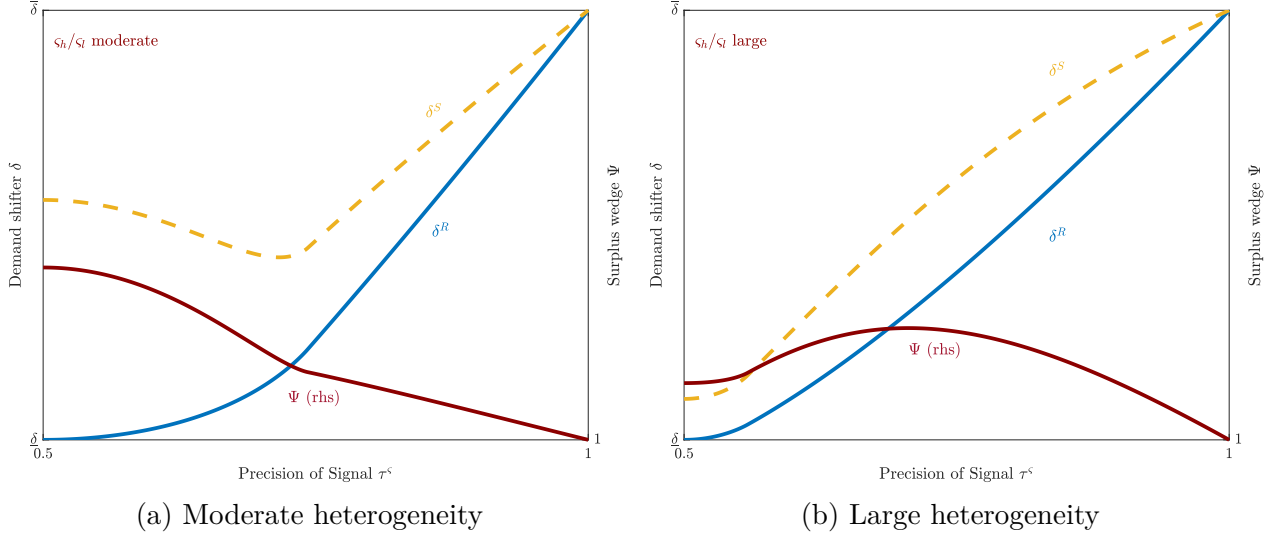 δ̅
ς_h/ς_l moderate
δ^S
δ^R
Ψ (rhs)
Demand shifter δ
Surplus wedge Ψ
δ̲
1
0.5
1
Precision of Signal τ^ς
(a) Moderate heterogeneity
δ̅
ς_h/ς_l large
δ^S
δ^R
Ψ (rhs)
Demand shifter δ
Surplus wedge Ψ
δ̲
1
0.5
1
Precision of Signal τ^ς
(b) Large heterogeneity